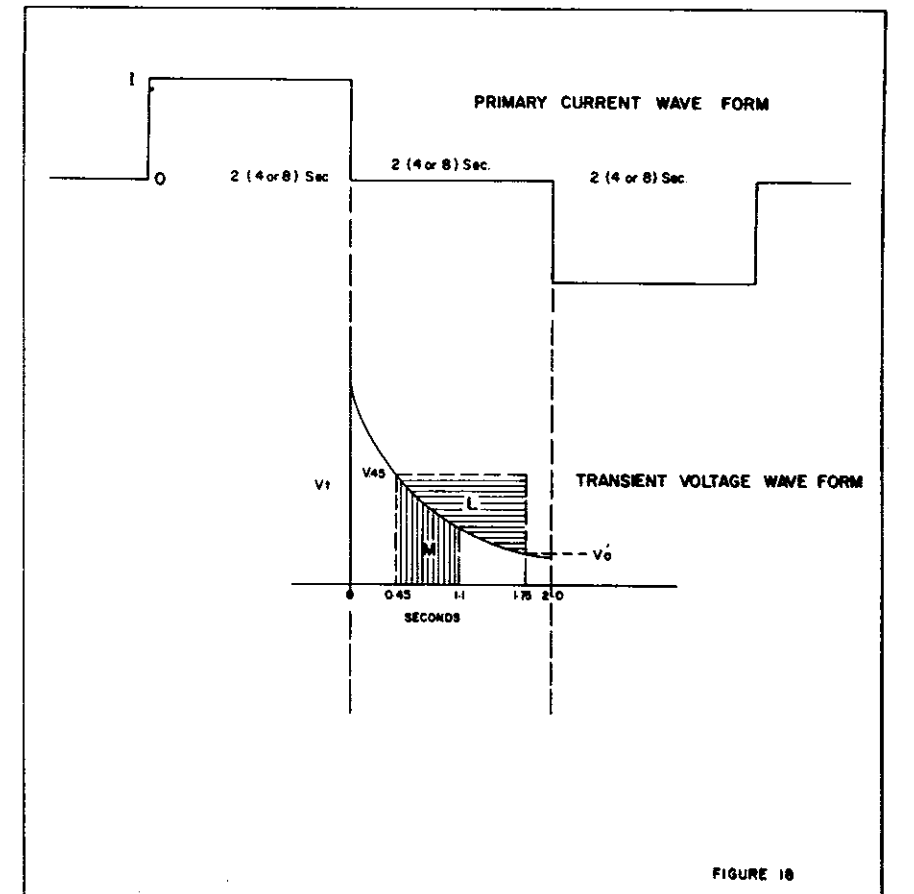 I
PRIMARY CURRENT WAVE FORM
O
2 (4 or 8) Sec
2 (4 or 8) Sec.
2 (4 or 8) Sec.
V.45
Vt
L
TRANSIENT VOLTAGE WAVE FORM
M
Vo'
0 0.45 1.1 1.75 2.0
SECONDS
FIGURE 18